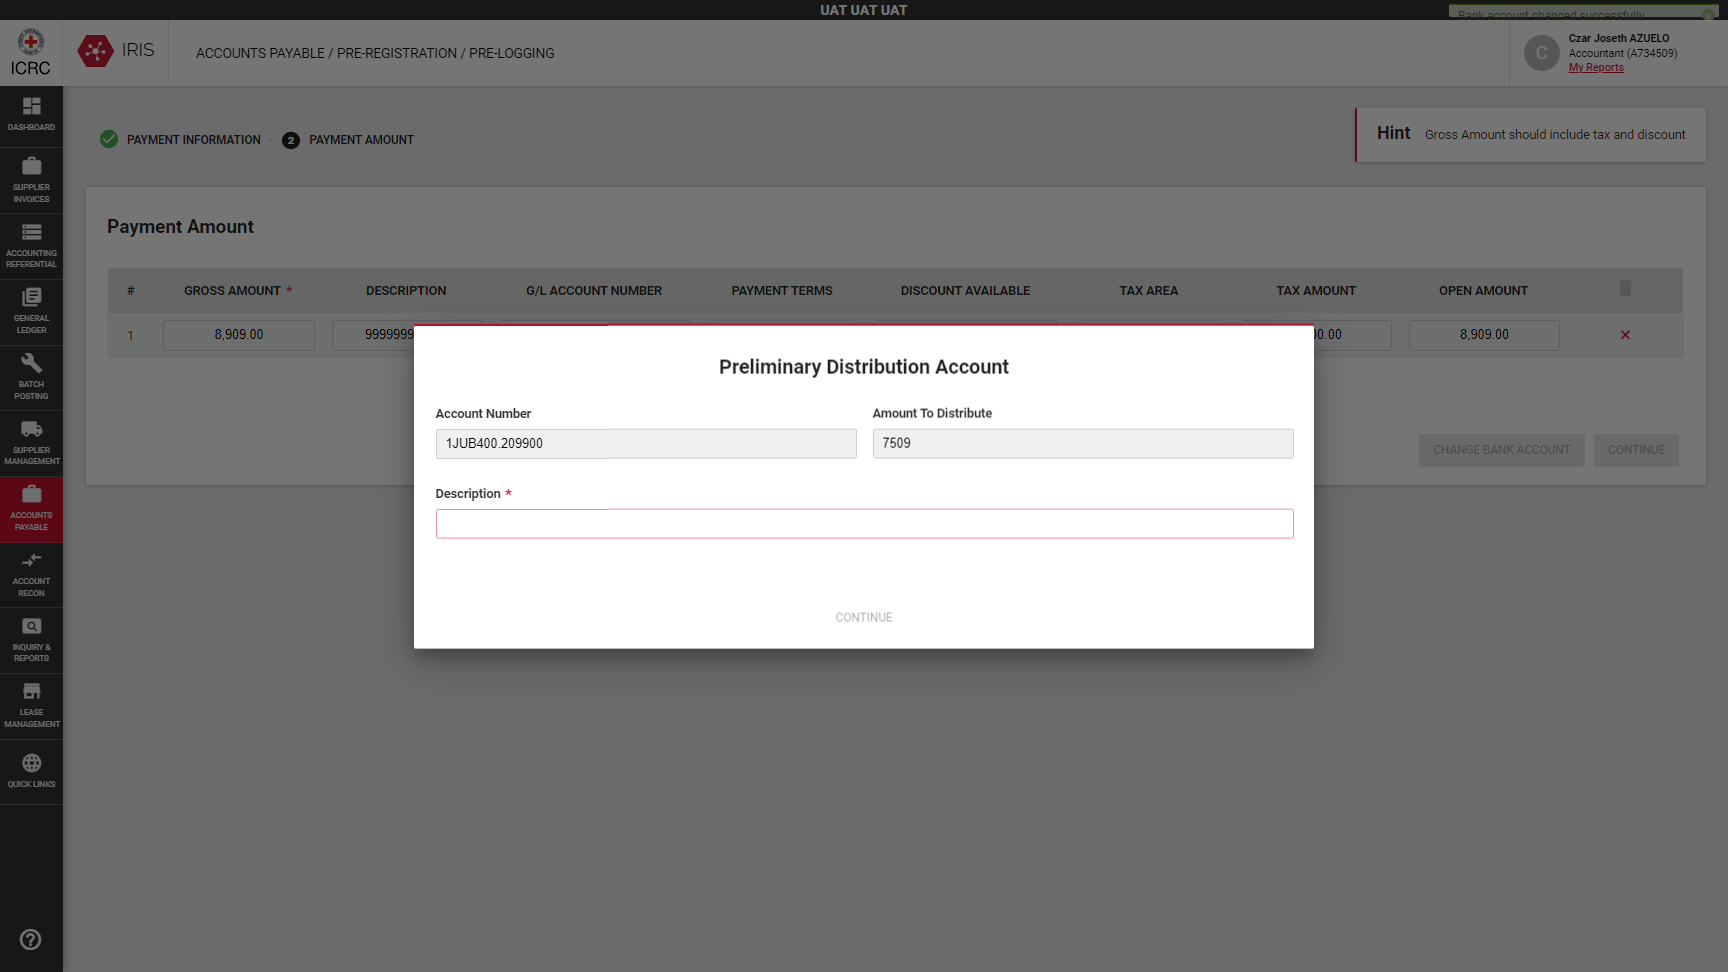 UAT UAT UAT
Bank account changed successfully
ICRC
IRIS
ACCOUNTS PAYABLE / PRE-REGISTRATION / PRE-LOGGING
C
Czar Joseth AZUELO
Accountant (A734509)
My Reports
DASHBOARD
SUPPLIER
INVOICES
ACCOUNTING
REFERENTIAL
GENERAL
LEDGER
BATCH
POSTING
SUPPLIER
MANAGEMENT
ACCOUNTS
PAYABLE
ACCOUNT
RECON
INQUIRY &
REPORTS
LEASE
MANAGEMENT
QUICK LINKS
PAYMENT INFORMATION
2 PAYMENT AMOUNT
Hint Gross Amount should include tax and discount
Payment Amount
# GROSS AMOUNT * DESCRIPTION G/L ACCOUNT NUMBER PAYMENT TERMS DISCOUNT AVAILABLE TAX AREA TAX AMOUNT OPEN AMOUNT
1 8,909.00 9999999 00.00 8,909.00
CHANGE BANK ACCOUNT CONTINUE
Preliminary Distribution Account
Account Number Amount To Distribute
1JUB400.209900 7509
Description *
CONTINUE